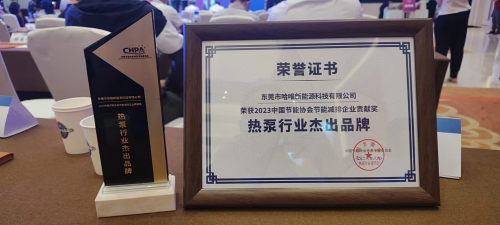 CHPA
热泵行业杰出品牌
荣誉证书
东莞市哈唯新能源科技有限公司
荣获2023中国节能协会节能减排企业贡献奖
热泵行业杰出品牌